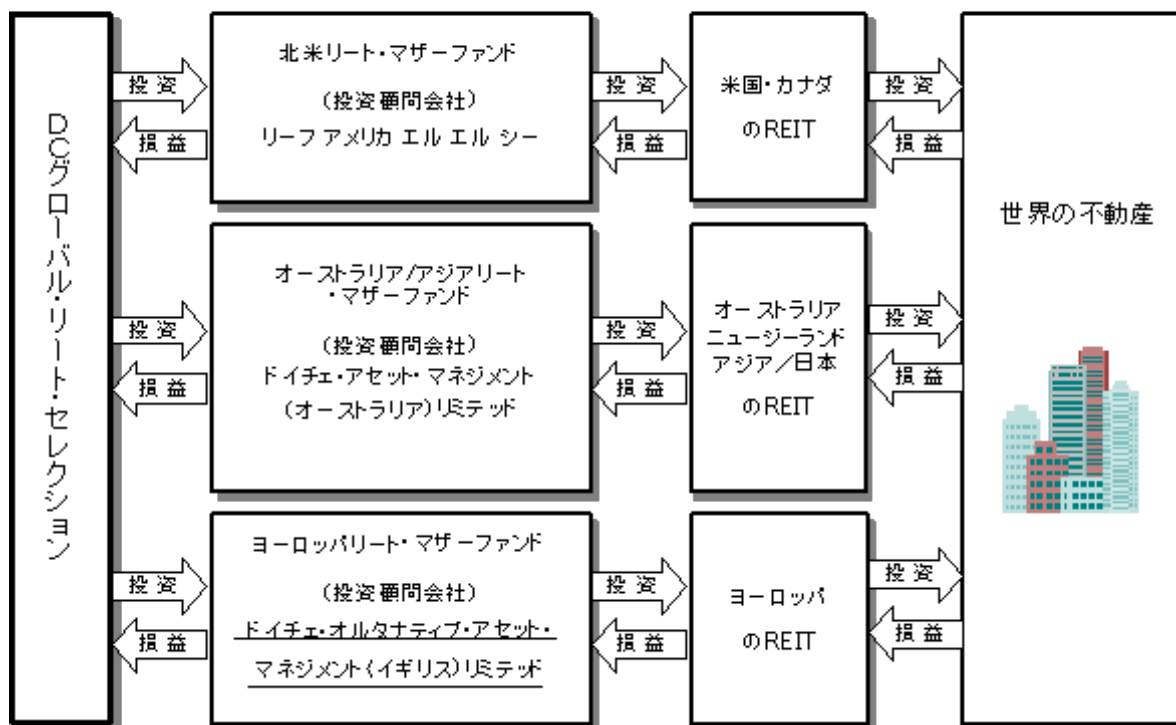 DCグローバル・リート・セレクション
投資
損益
北米リート・マザーファンド
(投資顧問会社)
リーフ アメリカ エル エル シー
投資
損益
米国・カナダ
のREIT
投資
損益
投資
損益
オーストラリア/アジアリート
・マザーファンド
(投資顧問会社)
ドイチェ・アセット・マネジメント
(オーストラリア)リミテッド
投資
損益
オーストラリア
ニュージーランド
アジア/日本
のREIT
投資
損益
投資
損益
ヨーロッパリート・マザーファンド
(投資顧問会社)
ドイチェ・オルタナティブ・アセット・
マネジメント(イギリス)リミテッド
投資
損益
ヨーロッパ
のREIT
投資
損益
世界の不動産